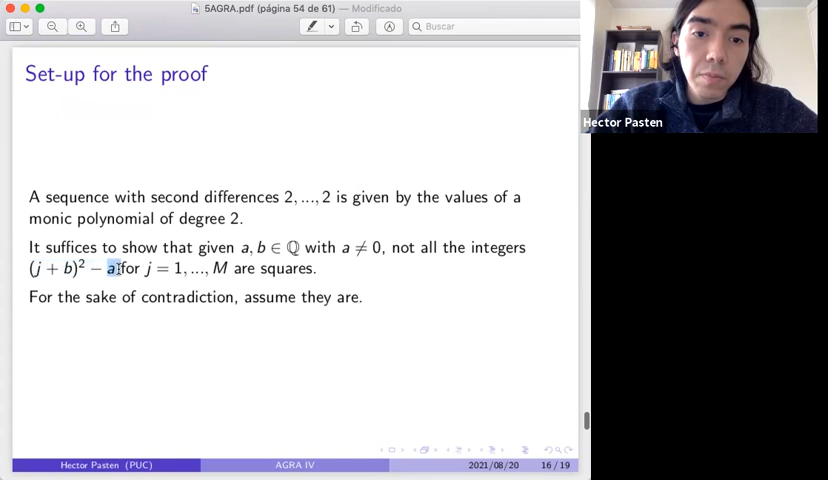 5AGRA.pdf (página 54 de 61) — Modificado
Buscar
Set-up for the proof
A sequence with second differences 2, ..., 2 is given by the values of a
monic polynomial of degree 2.
It suffices to show that given a, b ∈ ℚ with a ≠ 0, not all the integers
(j + b)² − a for j = 1, ..., M are squares.
For the sake of contradiction, assume they are.
Hector Pasten (PUC) AGRA IV 2021/08/20 16 / 19
Hector Pasten